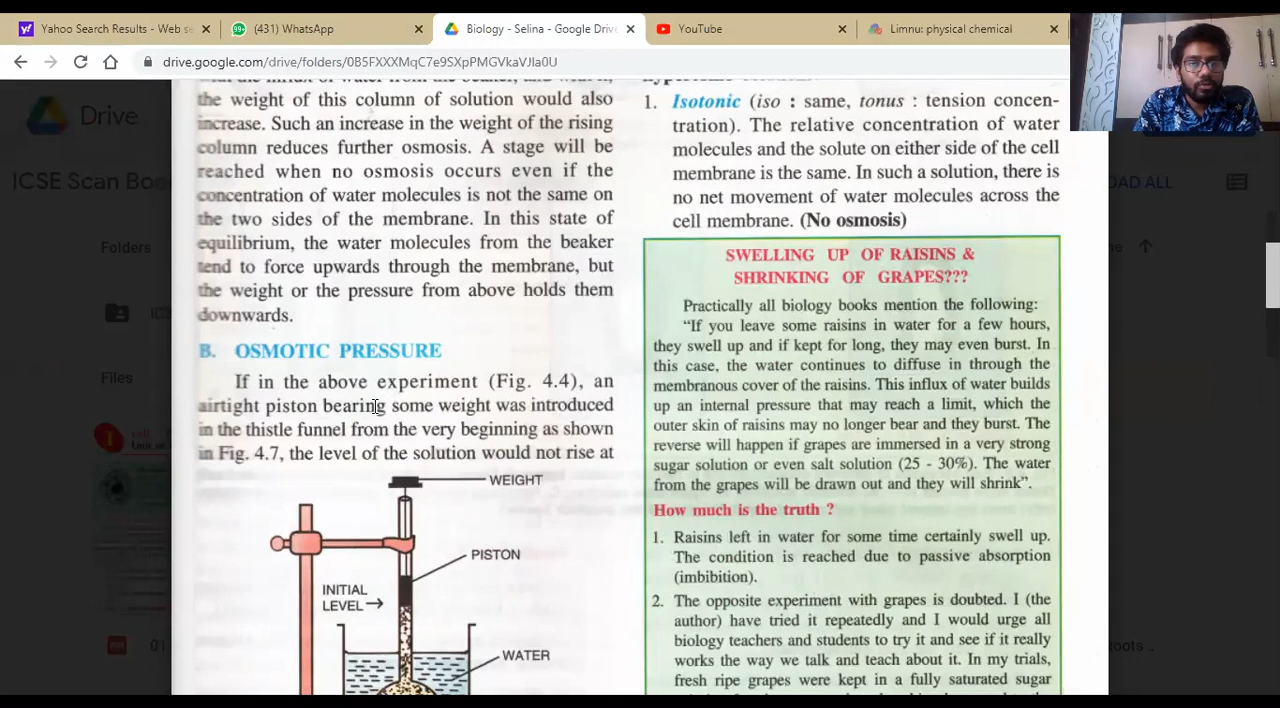 Yahoo Search Results - Web se
99+
(431) WhatsApp
Biology - Selina - Google Drive
YouTube
Limnu: physical chemical
drive.google.com/drive/folders/0B5FXXXMqC7e9SXpPMGVkaVJla0U
Drive
ICSE Scan Boo
Folders
Files
OAD ALL
the weight of this column of solution would also
increase. Such an increase in the weight of the rising
column reduces further osmosis. A stage will be
reached when no osmosis occurs even if the
concentration of water molecules is not the same on
the two sides of the membrane. In this state of
equilibrium, the water molecules from the beaker
tend to force upwards through the membrane, but
the weight or the pressure from above holds them
downwards.
B. OSMOTIC PRESSURE
If in the above experiment (Fig. 4.4), an
airtight piston bearing some weight was introduced
in the thistle funnel from the very beginning as shown
in Fig. 4.7, the level of the solution would not rise at
WEIGHT
PISTON
INITIAL
LEVEL→
WATER
1. Isotonic (iso : same, tonus : tension concen-
tration). The relative concentration of water
molecules and the solute on either side of the cell
membrane is the same. In such a solution, there is
no net movement of water molecules across the
cell membrane. (No osmosis)
SWELLING UP OF RAISINS &
SHRINKING OF GRAPES???
Practically all biology books mention the following:
“If you leave some raisins in water for a few hours,
they swell up and if kept for long, they may even burst. In
this case, the water continues to diffuse in through the
membranous cover of the raisins. This influx of water builds
up an internal pressure that may reach a limit, which the
outer skin of raisins may no longer bear and they burst. The
reverse will happen if grapes are immersed in a very strong
sugar solution or even salt solution (25 - 30%). The water
from the grapes will be drawn out and they will shrink”.
How much is the truth ?
1. Raisins left in water for some time certainly swell up.
The condition is reached due to passive absorption
(imbibition).
2. The opposite experiment with grapes is doubted. I (the
author) have tried it repeatedly and I would urge all
biology teachers and students to try it and see if it really
works the way we talk and teach about it. In my trials,
fresh ripe grapes were kept in a fully saturated sugar